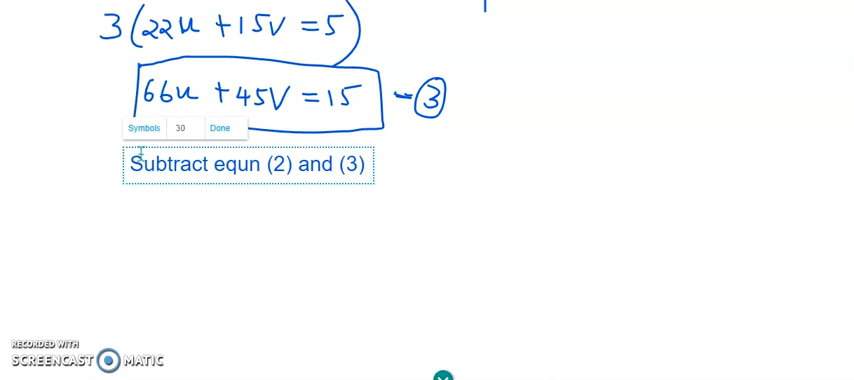 3(22u + 15v = 5)
66u + 45v = 15 - 3
Symbols 30 Done
Subtract equn (2) and (3)
RECORDED WITH
SCREENCAST MATIC